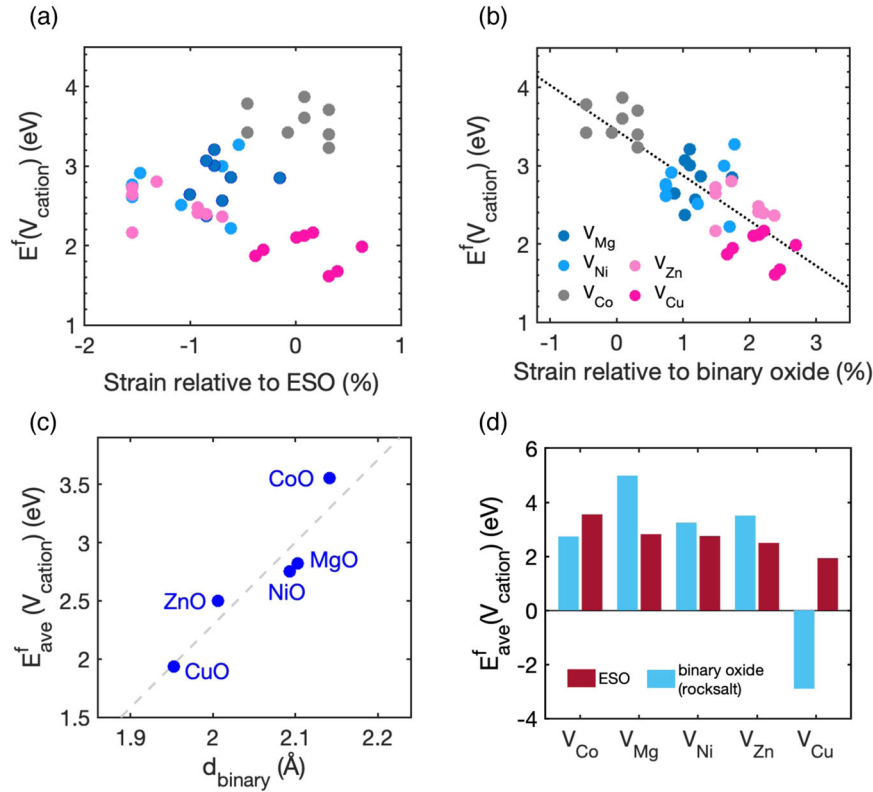 (a)
E^f(V_cation) (eV)
4
3
2
1
-2
-1
0
1
Strain relative to ESO (%)
(b)
E^f(V_cation) (eV)
4
3
2
1
V_Mg
V_Ni
V_Zn
V_Co
V_Cu
-1
0
1
2
3
Strain relative to binary oxide (%)
(c)
E^f_ave (V_cation) (eV)
3.5
3
2.5
2
1.5
CoO
MgO
NiO
ZnO
CuO
1.9
2
2.1
2.2
d_binary (Å)
(d)
E^f_ave(V_cation) (eV)
6
4
2
0
-2
-4
ESO
binary oxide
(rocksalt)
V_Co
V_Mg
V_Ni
V_Zn
V_Cu